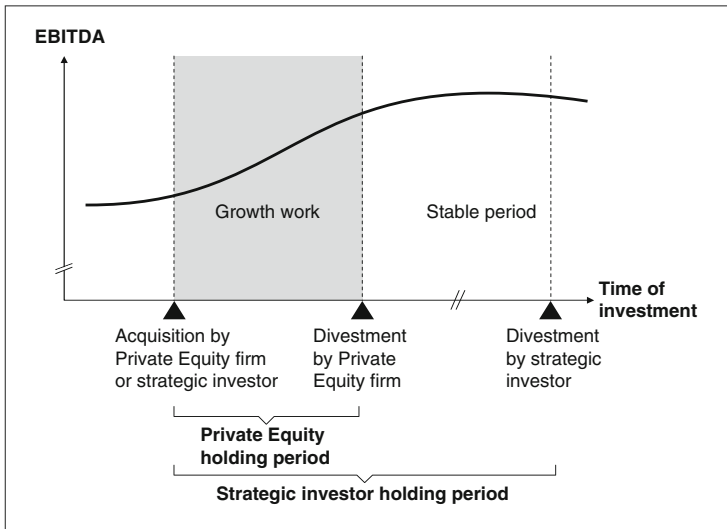 EBITDA
Growth work
Stable period
Time of
investment
Acquisition by
Private Equity firm
or strategic investor
Divestment
by Private
Equity firm
Divestment
by strategic
investor
Private Equity
holding period
Strategic investor holding period